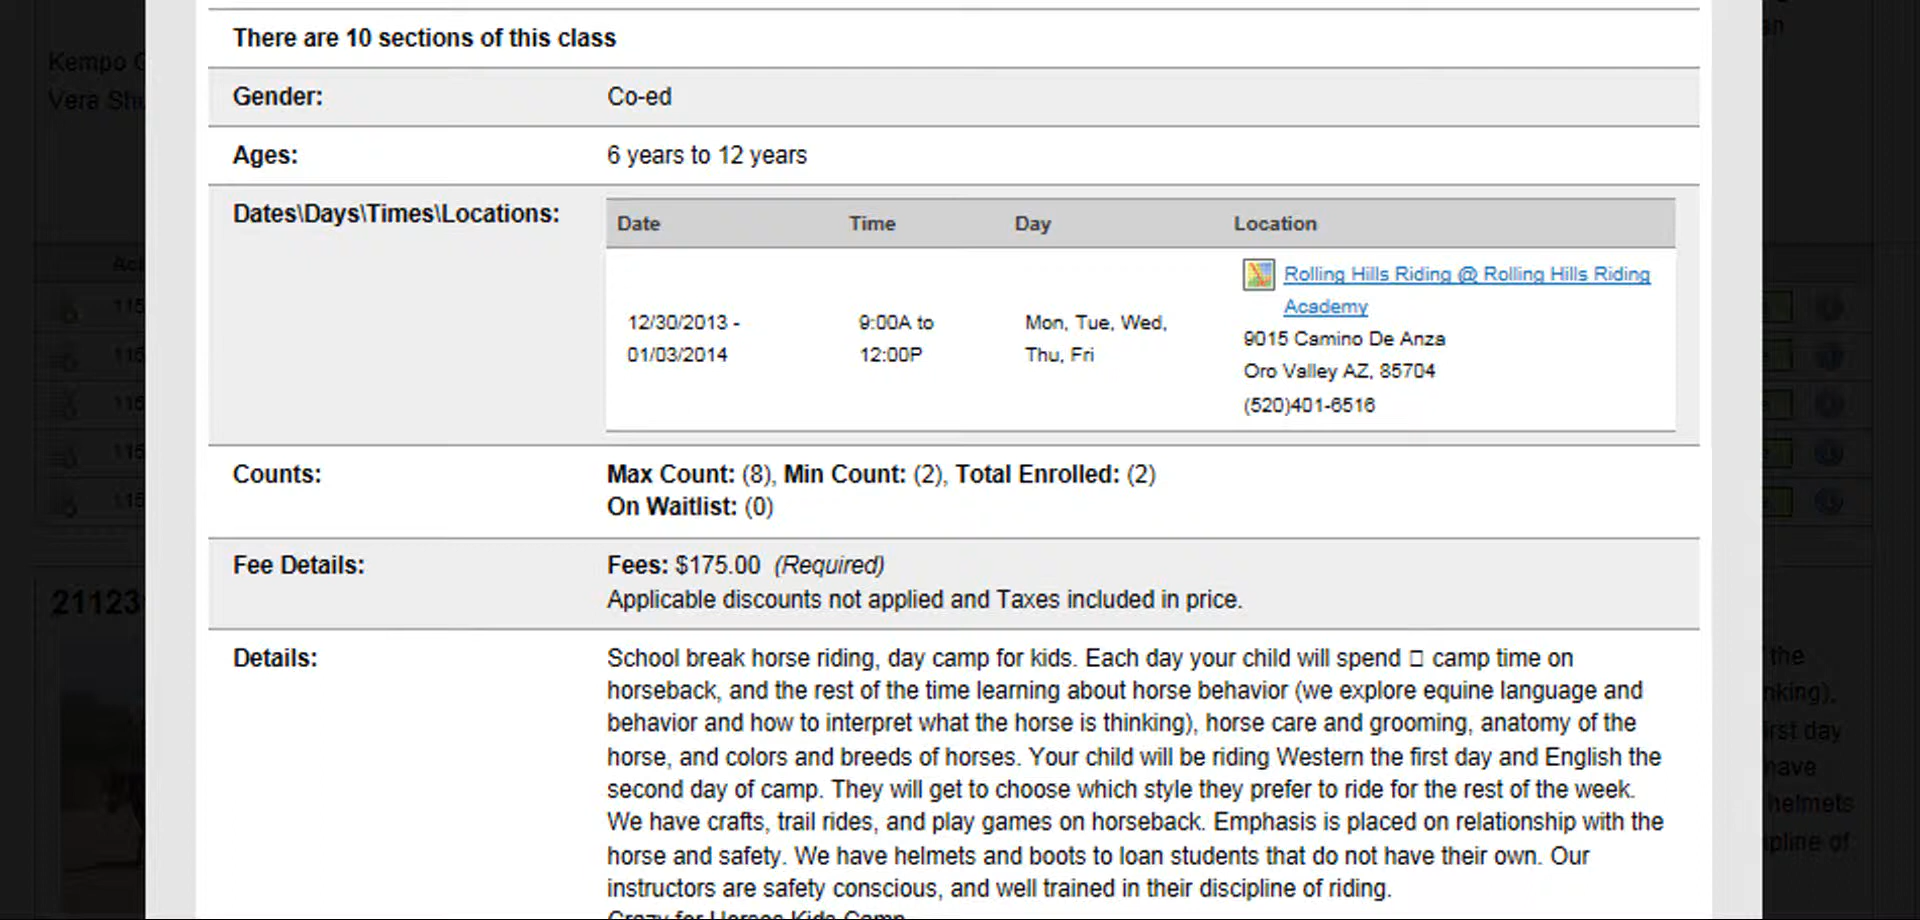 There are 10 sections of this class
Gender: Co-ed
Ages: 6 years to 12 years
Dates\Days\Times\Locations:
Date Time Day Location
12/30/2013 -
01/03/2014
9:00A to
12:00P
Mon, Tue, Wed,
Thu, Fri
Rolling Hills Riding @ Rolling Hills Riding
Academy
9015 Camino De Anza
Oro Valley AZ, 85704
(520)401-6516
Counts: Max Count: (8), Min Count: (2), Total Enrolled: (2)
On Waitlist: (0)
Fee Details: Fees: $175.00 (Required)
Applicable discounts not applied and Taxes included in price.
Details: School break horse riding, day camp for kids. Each day your child will spend □ camp time on
horseback, and the rest of the time learning about horse behavior (we explore equine language and
behavior and how to interpret what the horse is thinking), horse care and grooming, anatomy of the
horse, and colors and breeds of horses. Your child will be riding Western the first day and English the
second day of camp. They will get to choose which style they prefer to ride for the rest of the week.
We have crafts, trail rides, and play games on horseback. Emphasis is placed on relationship with the
horse and safety. We have helmets and boots to loan students that do not have their own. Our
instructors are safety conscious, and well trained in their discipline of riding.
Crazy for Horses Kids Camp
Kempo
Vera
21123
the
helmets